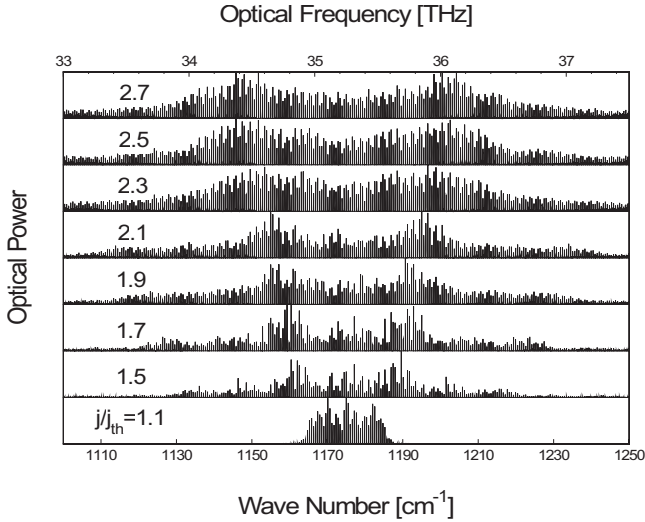 Optical Frequency [THz]
33 34 35 36 37
2.7
2.5
2.3
2.1
1.9
1.7
1.5
j/jth=1.1
Optical Power
1110 1130 1150 1170 1190 1210 1230 1250
Wave Number [cm-1]